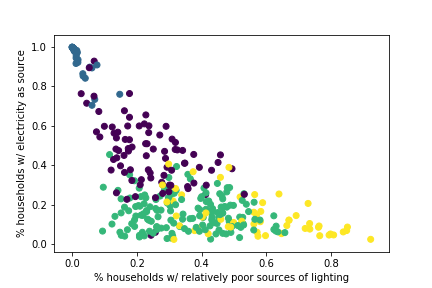 % households w/ electricity as source
1.0
0.8
0.6
0.4
0.2
0.0
0.0 0.2 0.4 0.6 0.8
% households w/ relatively poor sources of lighting